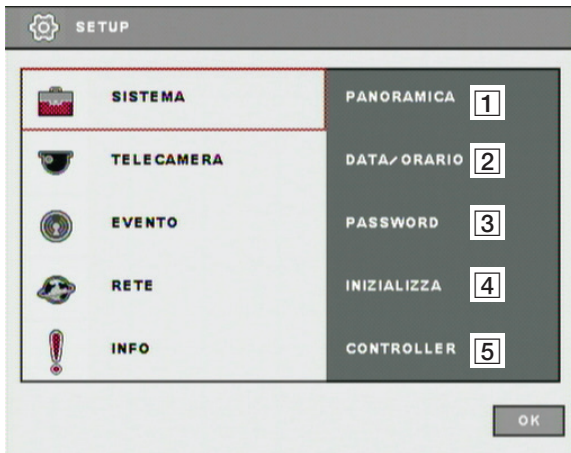 SETUP
SISTEMA PANORAMICA 1
TELECAMERA DATA/ORARIO 2
EVENTO PASSWORD 3
RETE INIZIALIZZA 4
INFO CONTROLLER 5
OK